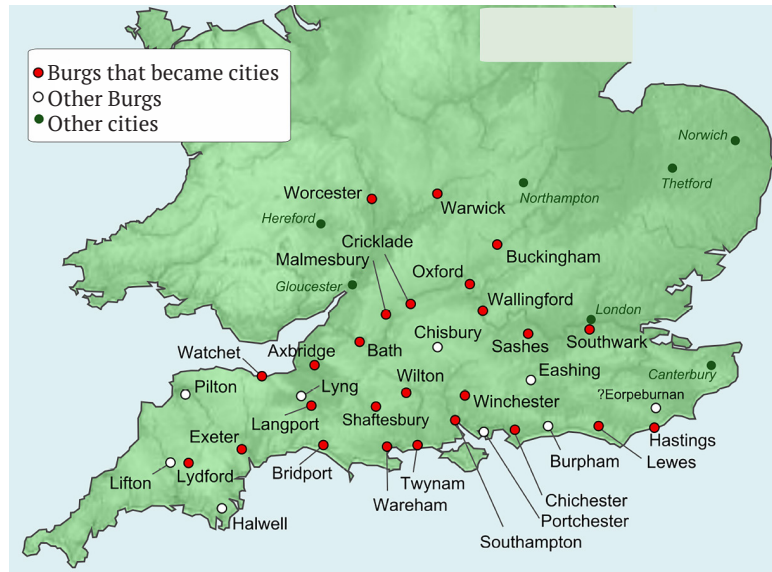 Burgs that became cities
Other Burgs
Other cities
Norwich
Thetford
Northampton
Worcester
Warwick
Hereford
Cricklade
Malmesbury
Buckingham
Oxford
Gloucester
Wallingford
London
Chisbury
Sashes
Southwark
Watchet
Axbridge
Bath
Eashing
Canterbury
Pilton
Lyng
Wilton
?Eorpeburnan
Winchester
Langport
Shaftesbury
Exeter
Hastings
Lifton
Lydford
Bridport
Burpham
Lewes
Twynam
Wareham
Chichester
Halwell
Portchester
Southampton